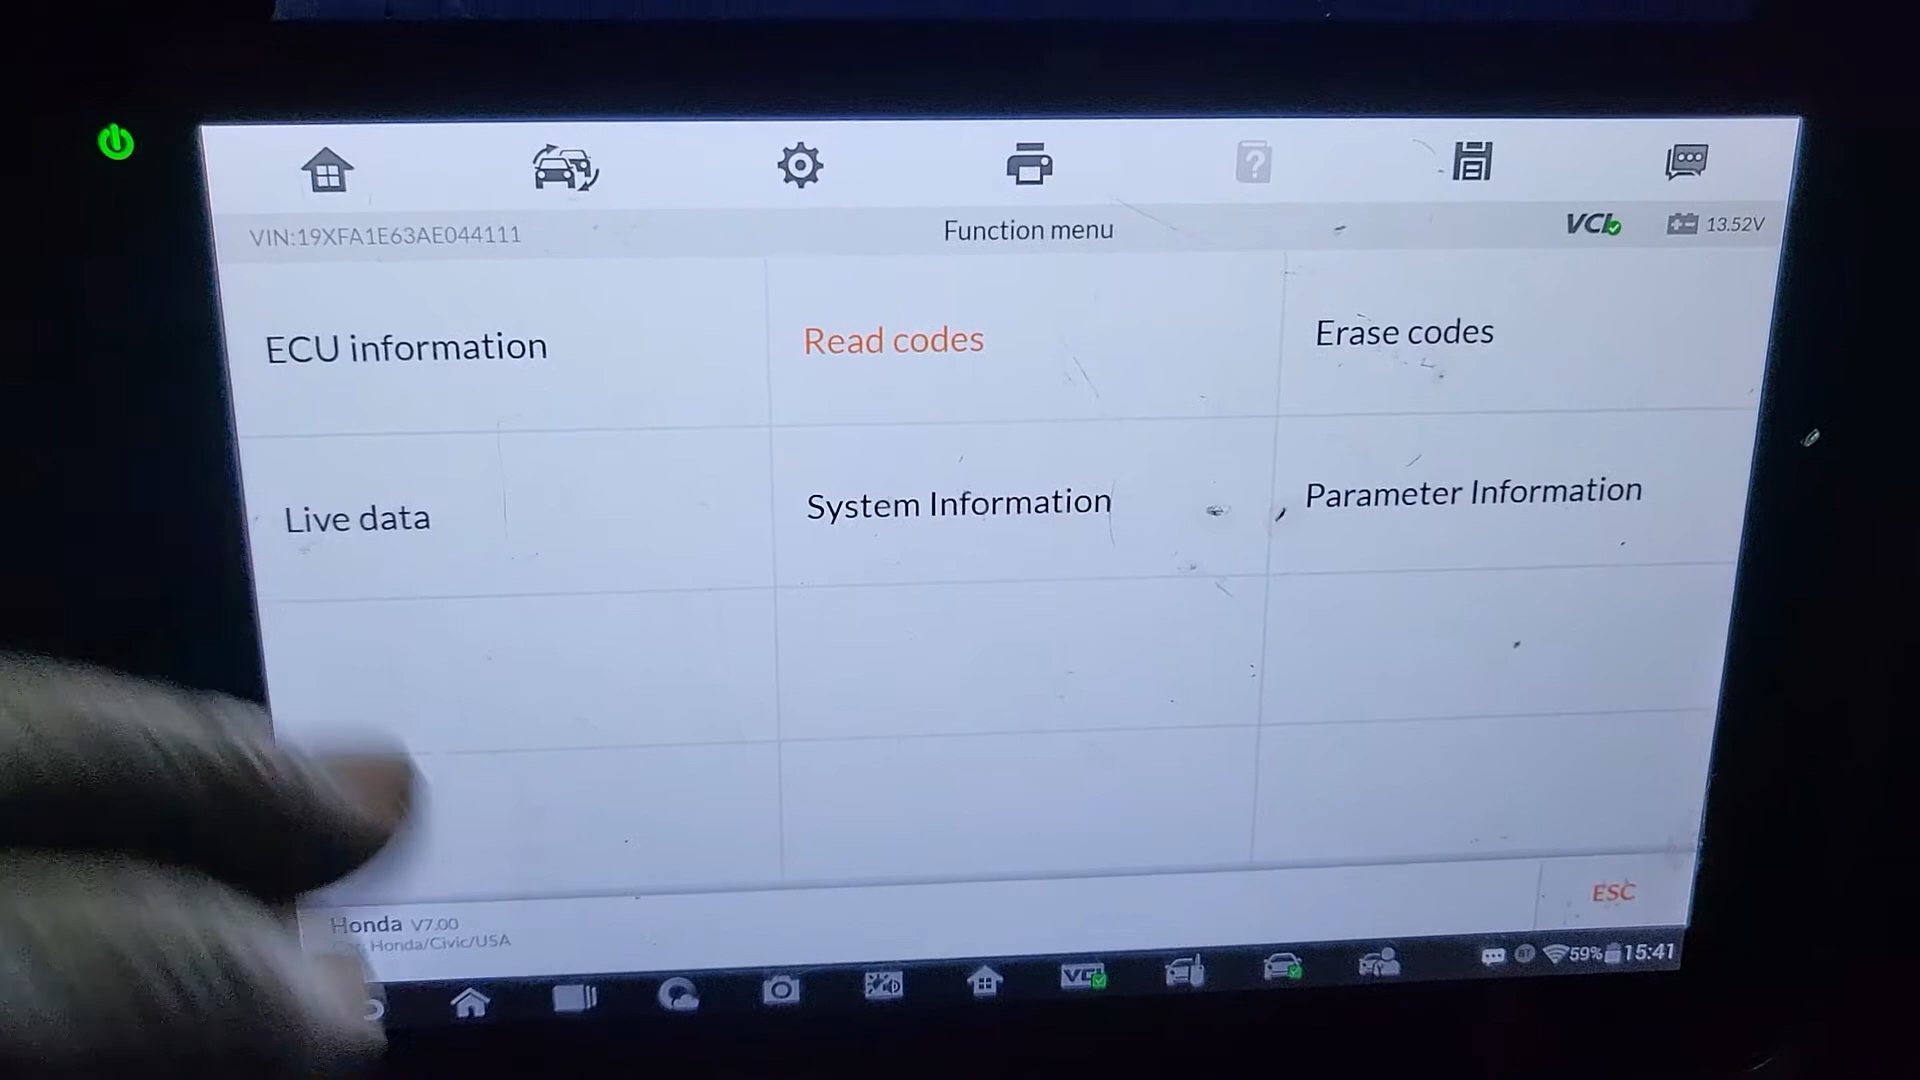 VIN:19XFA1E63AE044111
Function menu
VCI
13.52V
ECU information
Read codes
Erase codes
Live data
System Information
Parameter Information
Honda V7.00
Honda/Civic/USA
ESC
VCI
59%
15:41